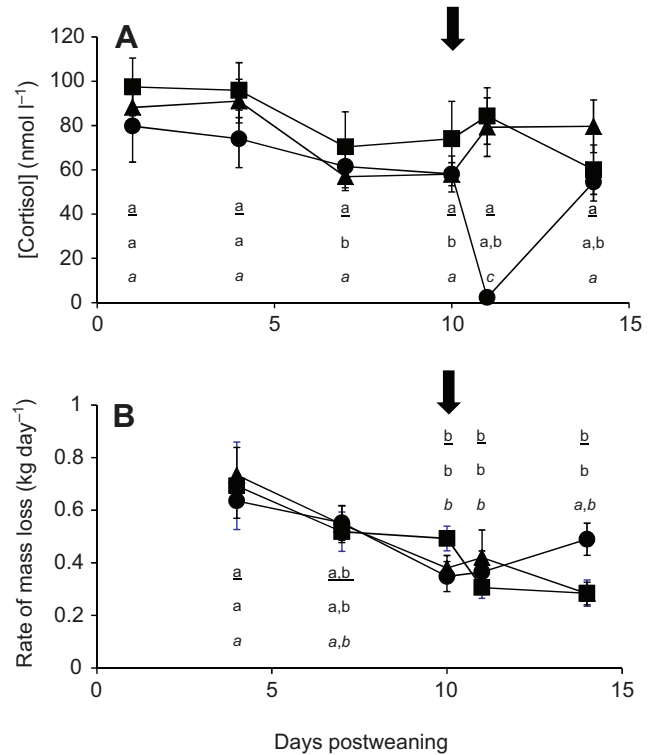 A
120
100
80
60
40
20
0
[Cortisol] (nmol l⁻¹)
a a a a a a
a a b b a,b a,b
a a a a c a
0 5 10 15
B
1
0.8
0.6
0.4
0.2
0
Rate of mass loss (kg day⁻¹)
b b b
b b b
b b a,b
a a,b
a a,b
a a,b
0 5 10 15
Days postweaning